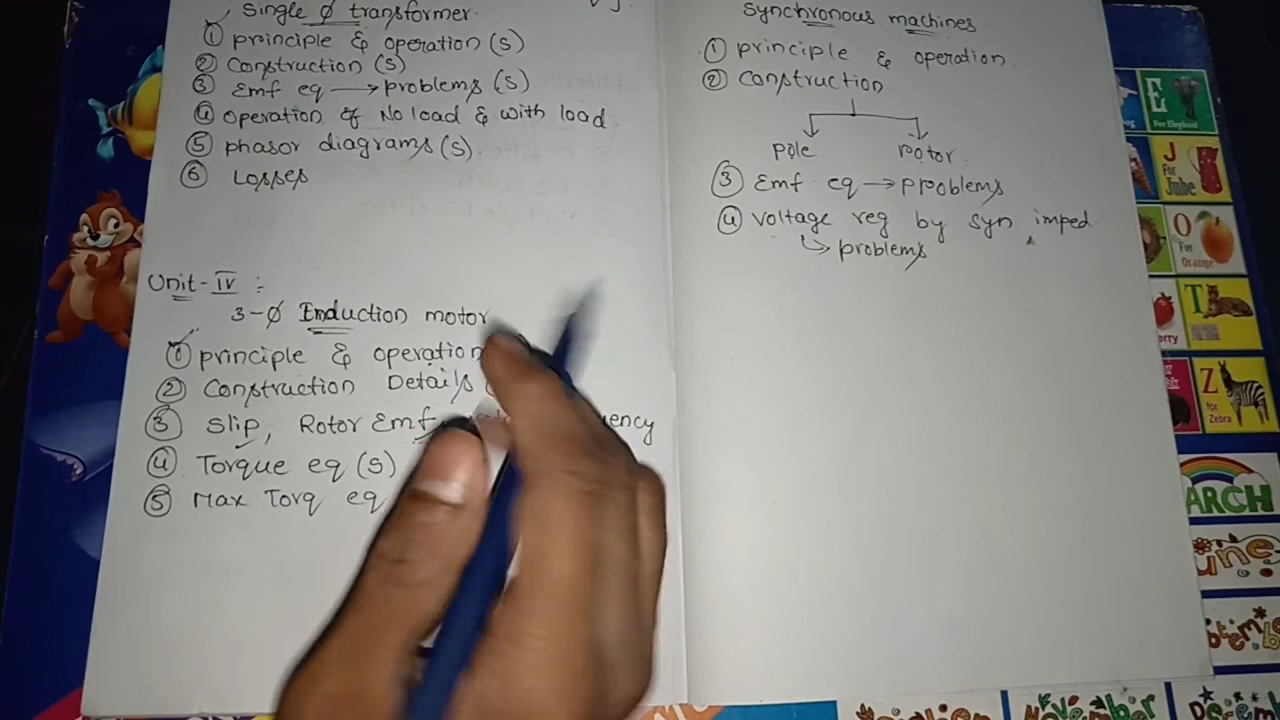 Single φ transformer.
① principle & operation (s)
② Construction (s)
③ Emf eq → problems (s)
④ operation of No load & with load
⑤ phasor diagrams (s)
⑥ Losses
Unit - IV :
3-φ Induction motor
① principle & operation
② Construction Details
③ Slip, Rotor Emf
④ Torque eq (s)
⑤ Max Torq eq
Synchronous machines
① principle & operation.
② Construction
Pole Rotor
③ Emf eq → problems
④ Voltage reg by syn imped
↳ problems
E
For Elephant
J
For
Jube
O
For
Orange
T
Z
for
Zebra
ARCH